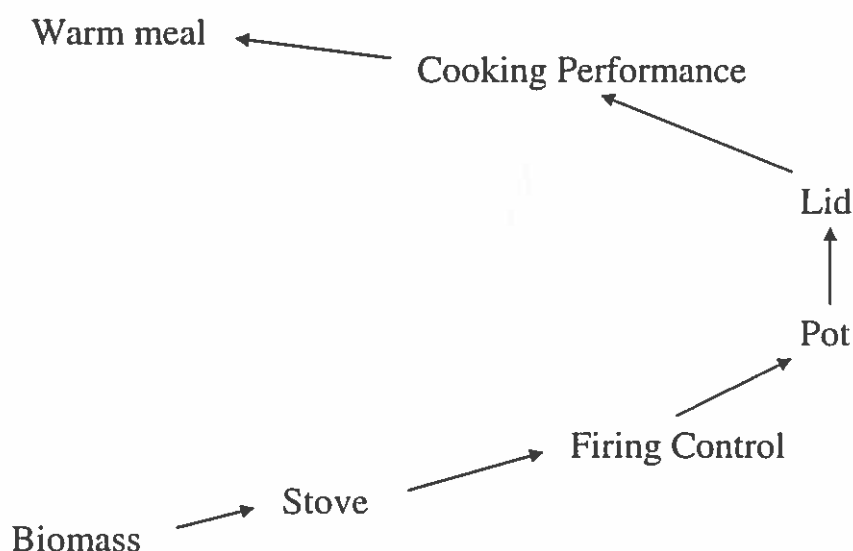 Warm meal
Cooking Performance
Lid
Pot
Firing Control
Stove
Biomass